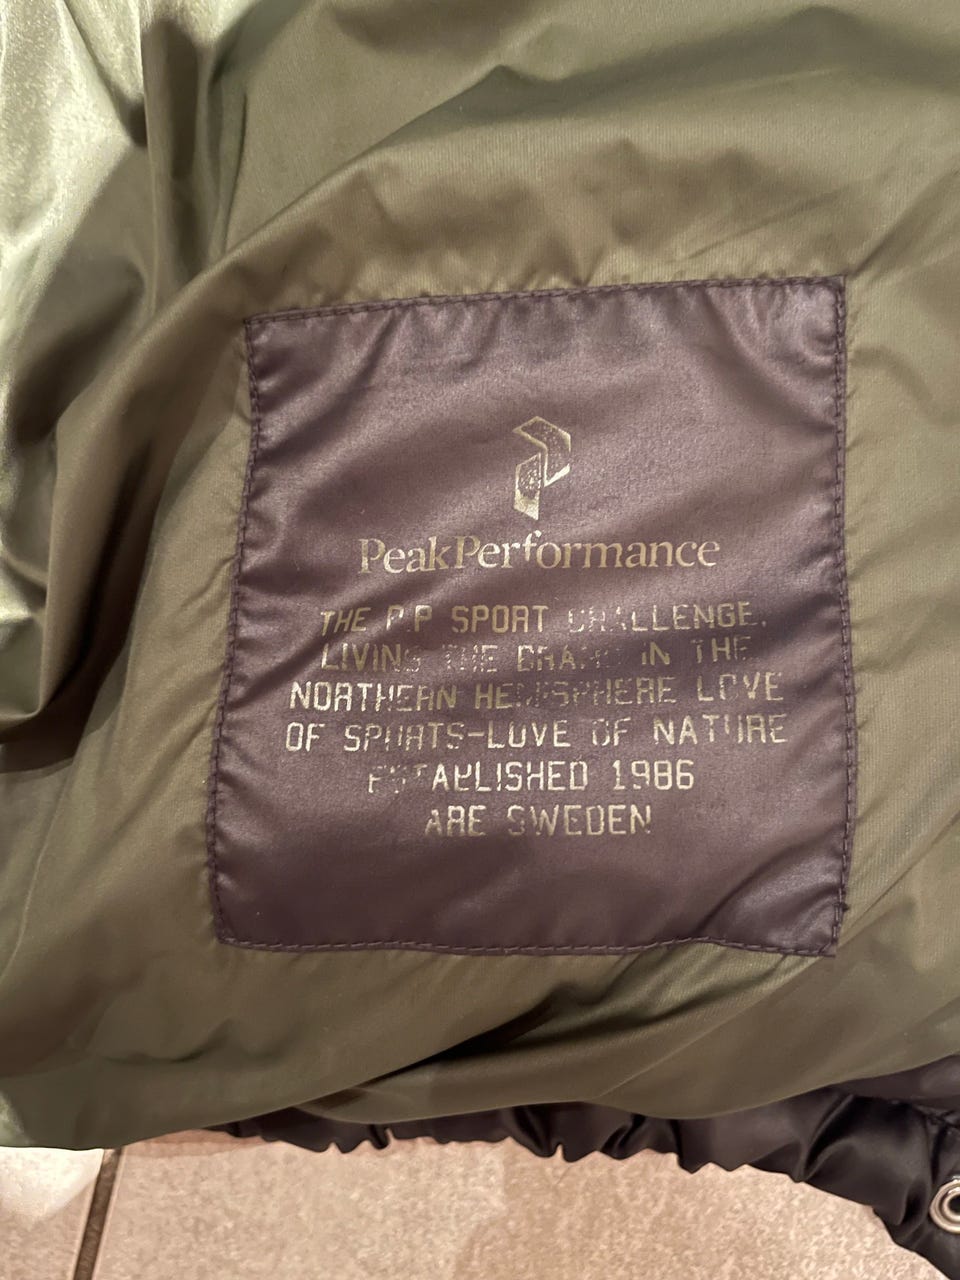 PeakPerformance
THE P.P SPORT CHALLENGE.
LIVING THE BRAND IN THE
NORTHERN HEMISPHERE LOVE
OF SPORTS-LOVE OF NATURE
ESTABLISHED 1986
ARE SWEDEN